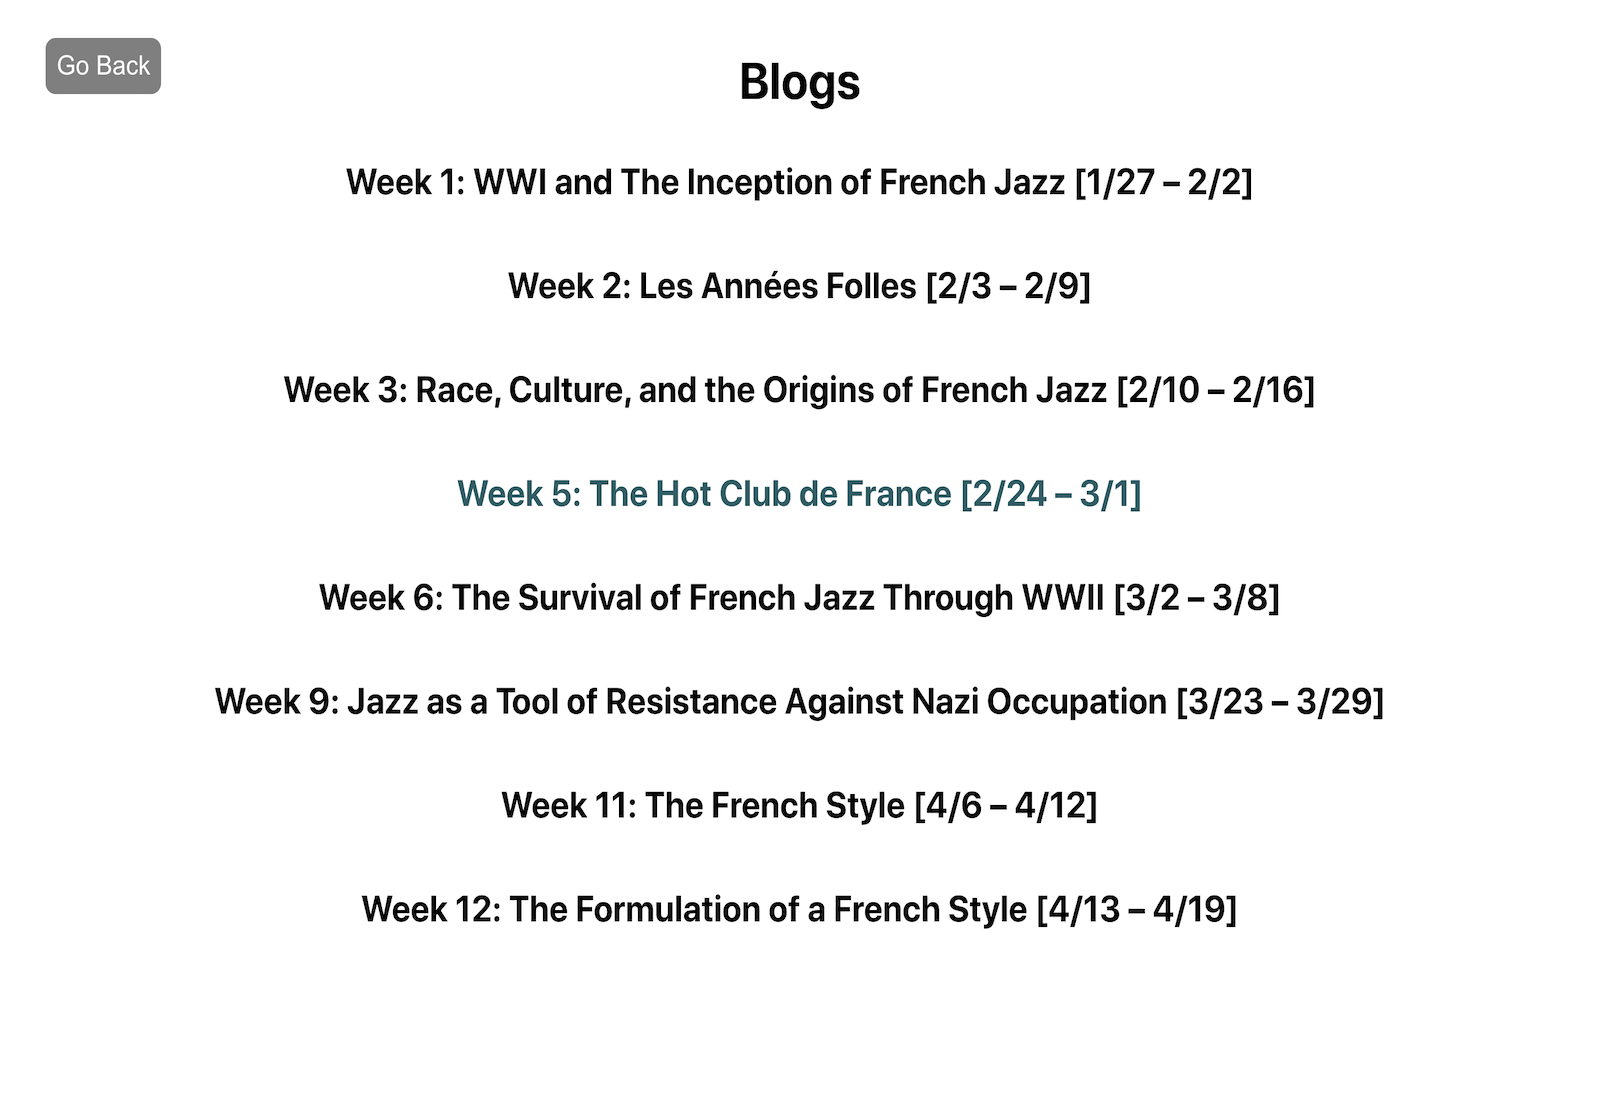 Go Back
Blogs
Week 1: WWI and The Inception of French Jazz [1/27 – 2/2]
Week 2: Les Années Folles [2/3 – 2/9]
Week 3: Race, Culture, and the Origins of French Jazz [2/10 – 2/16]
Week 5: The Hot Club de France [2/24 – 3/1]
Week 6: The Survival of French Jazz Through WWII [3/2 – 3/8]
Week 9: Jazz as a Tool of Resistance Against Nazi Occupation [3/23 – 3/29]
Week 11: The French Style [4/6 – 4/12]
Week 12: The Formulation of a French Style [4/13 – 4/19]